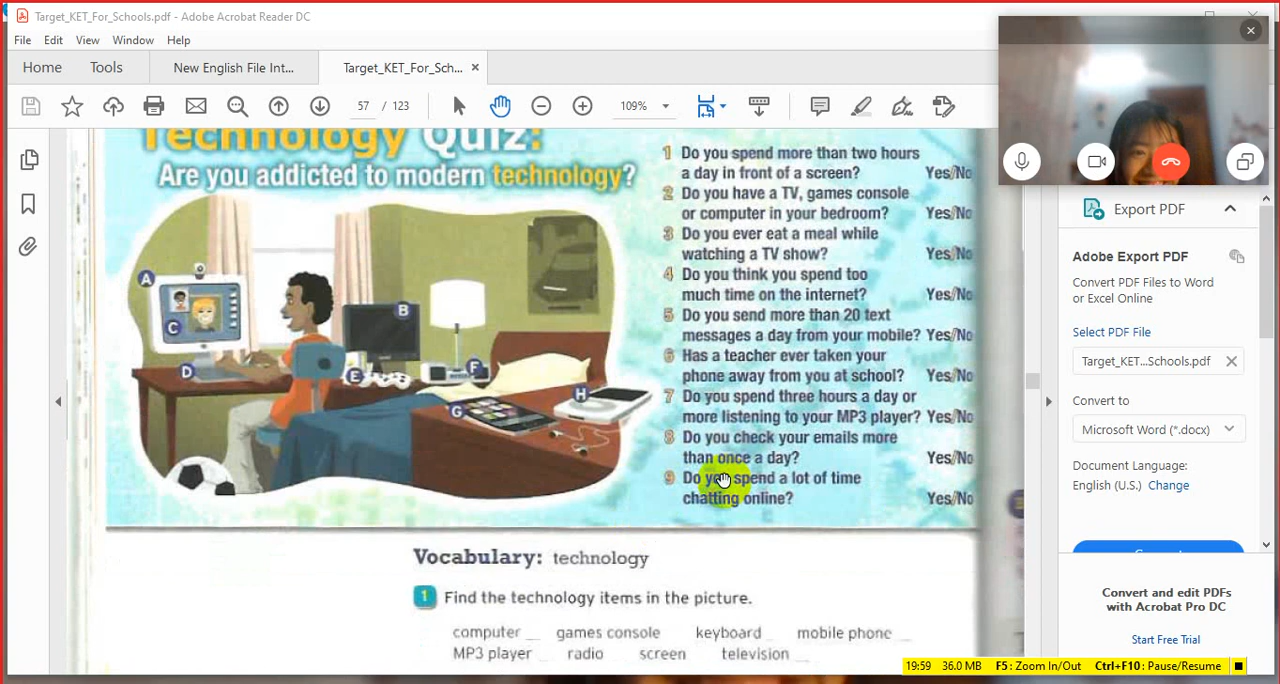 Target_KET_For_Schools.pdf - Adobe Acrobat Reader DC
File Edit View Window Help
Home Tools New English File Int... Target_KET_For_Sch... ×
57 / 123 109%
Technology Quiz:
Are you addicted to modern technology?
A
B
C
D
E
F
G
H
1 Do you spend more than two hours
a day in front of a screen? Yes/No
2 Do you have a TV, games console
or computer in your bedroom? Yes/No
3 Do you ever eat a meal while
watching a TV show? Yes/No
4 Do you think you spend too
much time on the internet? Yes/No
5 Do you send more than 20 text
messages a day from your mobile? Yes/No
6 Has a teacher ever taken your
phone away from you at school? Yes/No
7 Do you spend three hours a day or
more listening to your MP3 player? Yes/No
8 Do you check your emails more
than once a day? Yes/No
9 Do you spend a lot of time
chatting online? Yes/No
Vocabulary: technology
1 Find the technology items in the picture.
computer __ games console keyboard _ mobile phone __
MP3 player _ radio screen television __
Export PDF
Adobe Export PDF
Convert PDF Files to Word
or Excel Online
Select PDF File
Target_KET...Schools.pdf
Convert to
Microsoft Word (*.docx)
Document Language:
English (U.S.) Change
Convert and edit PDFs
with Acrobat Pro DC
Start Free Trial
19:59 36.0 MB F5: Zoom In/Out Ctrl+F10: Pause/Resume